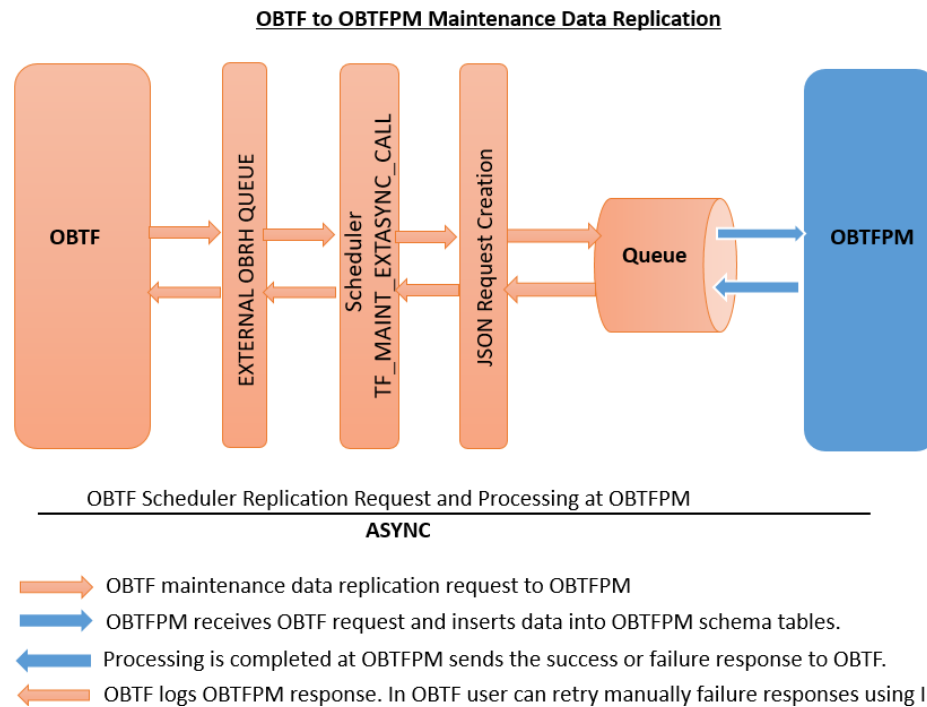 OBTF to OBTFPM Maintenance Data Replication
OBTF
EXTERNAL OBRH QUEUE
Scheduler
TF_MAINT_EXTASYNC_CALL
JSON Request Creation
Queue
OBTFPM
OBTF Scheduler Replication Request and Processing at OBTFPM
ASYNC
OBTF maintenance data replication request to OBTFPM
OBTFPM receives OBTF request and inserts data into OBTFPM schema tables.
Processing is completed at OBTFPM sends the success or failure response to OBTF.
OBTF logs OBTFPM response. In OBTF user can retry manually failure responses using